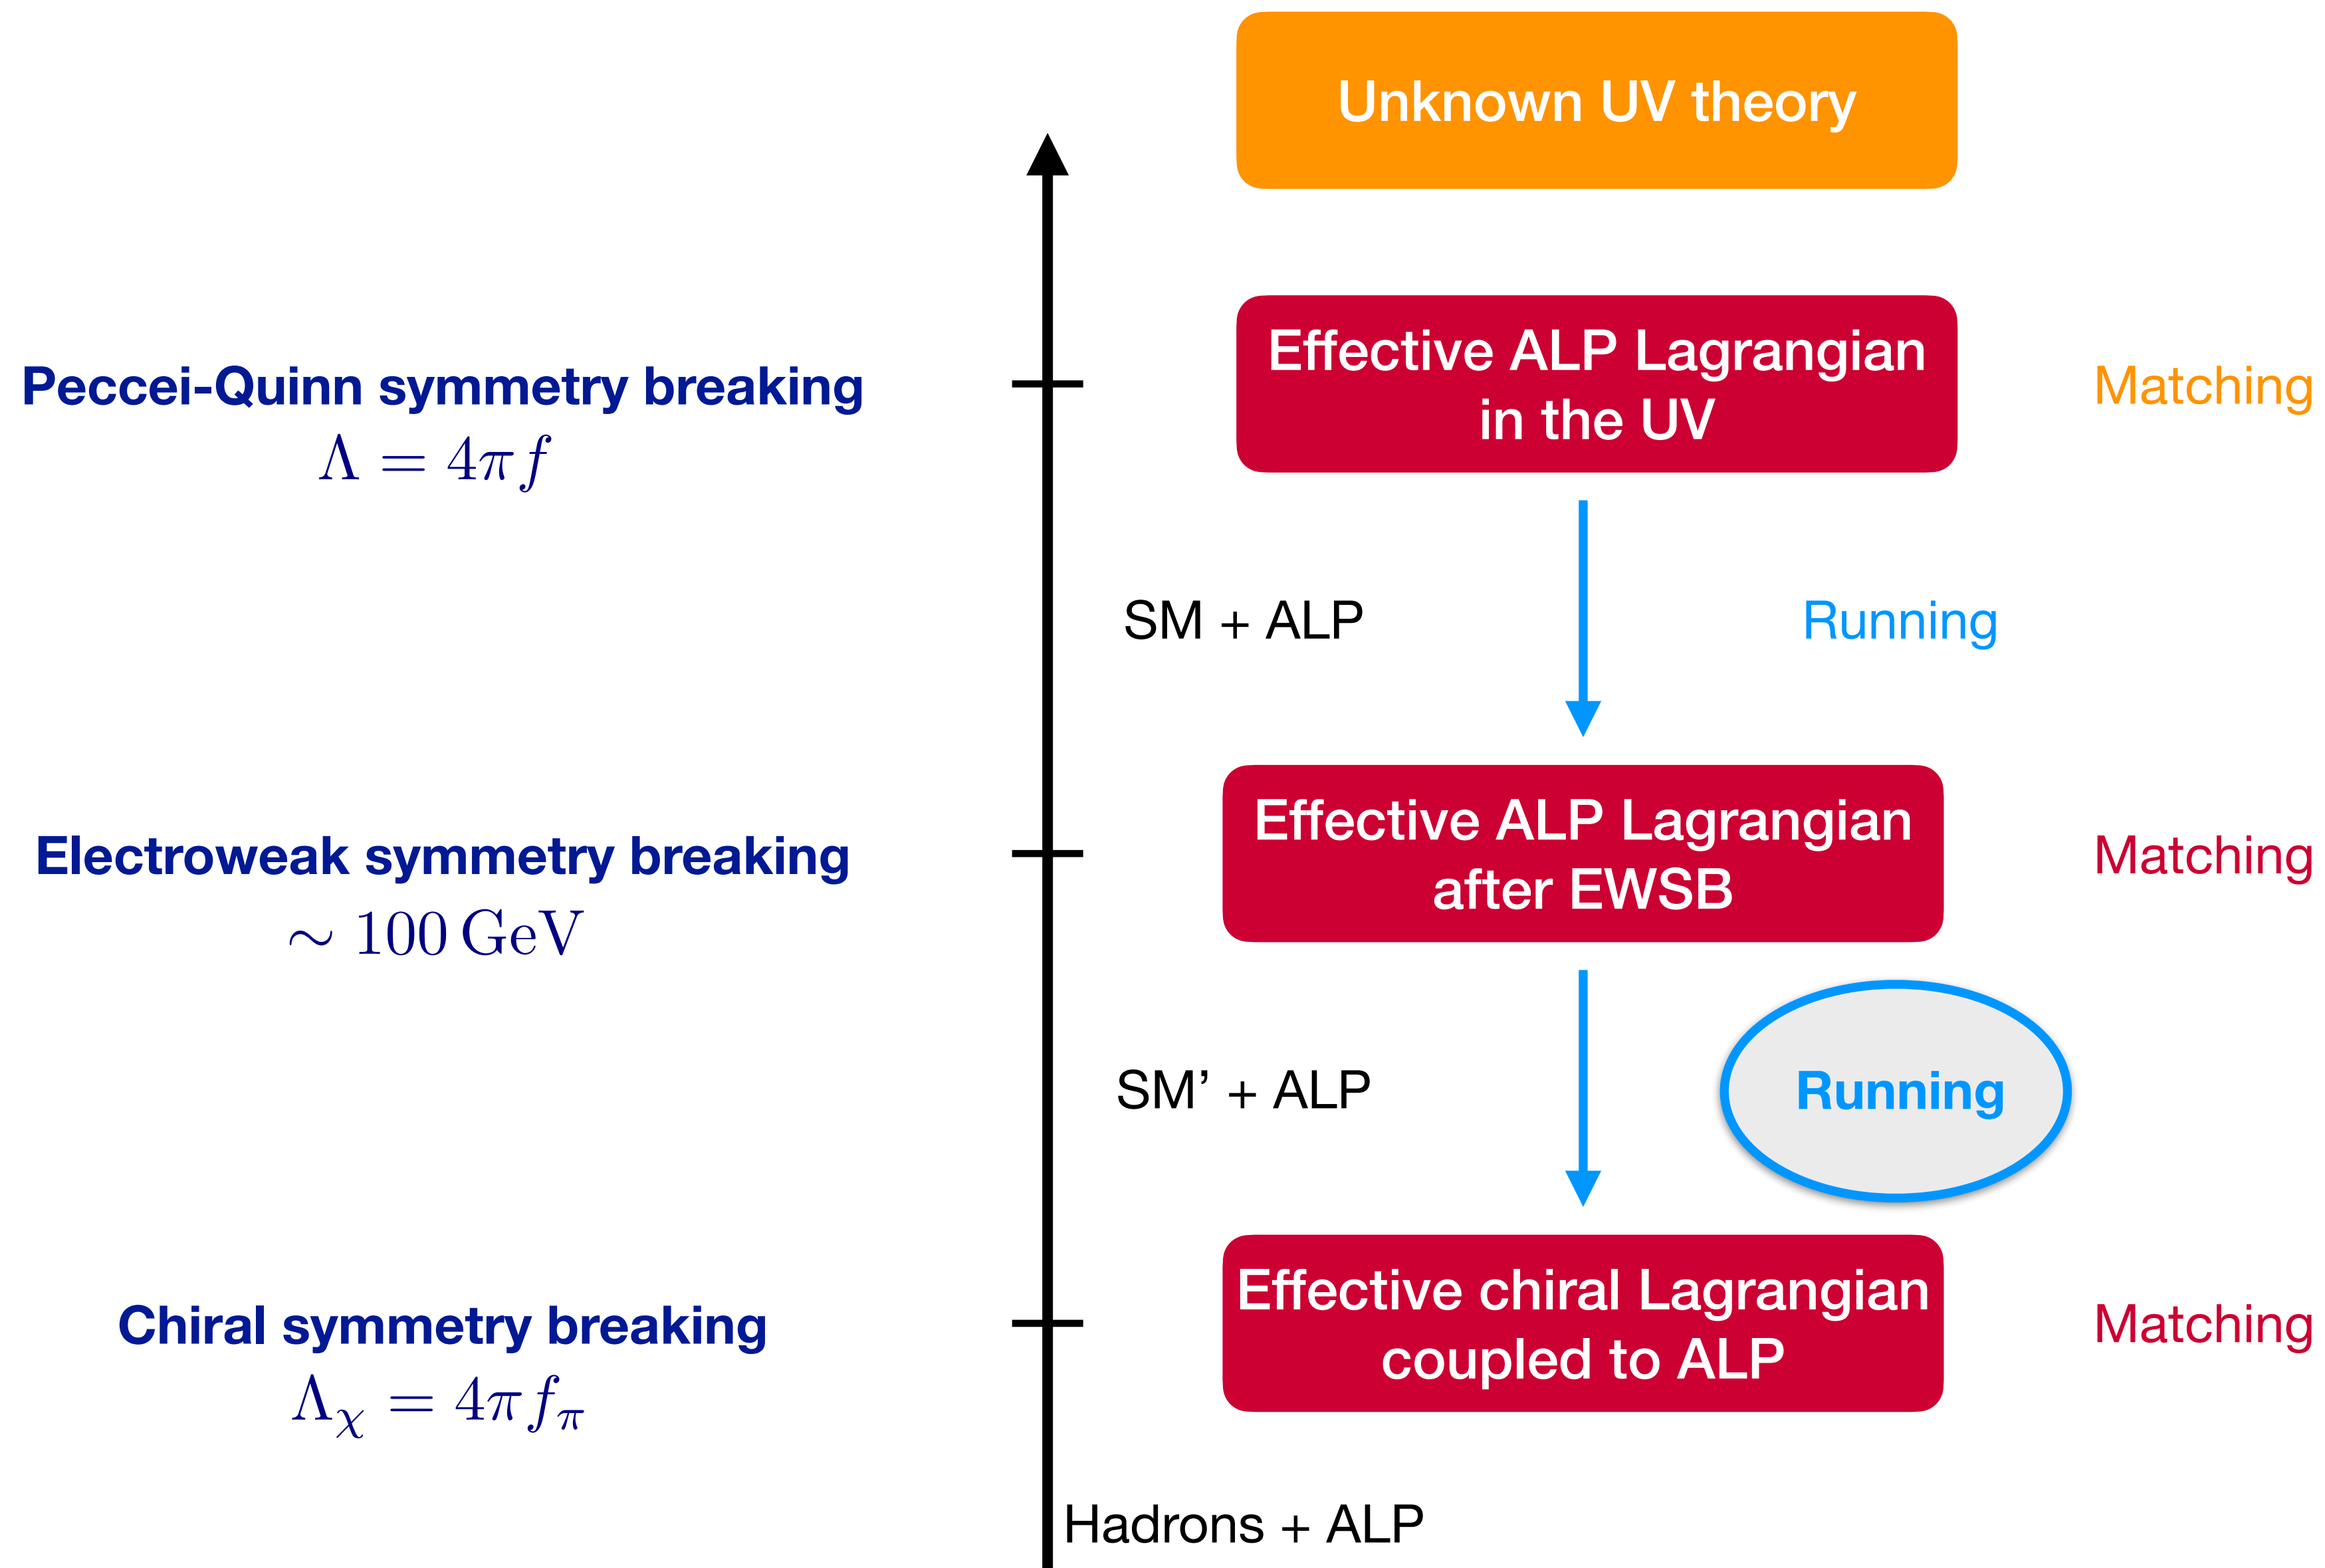 Unknown UV theory
Peccei-Quinn symmetry breaking
Λ = 4πf
Effective ALP Lagrangian
in the UV
Matching
SM + ALP
Running
Electroweak symmetry breaking
∼ 100 GeV
Effective ALP Lagrangian
after EWSB
Matching
SM’ + ALP
Running
Chiral symmetry breaking
Λ_χ = 4πf_π
Effective chiral Lagrangian
coupled to ALP
Matching
Hadrons + ALP